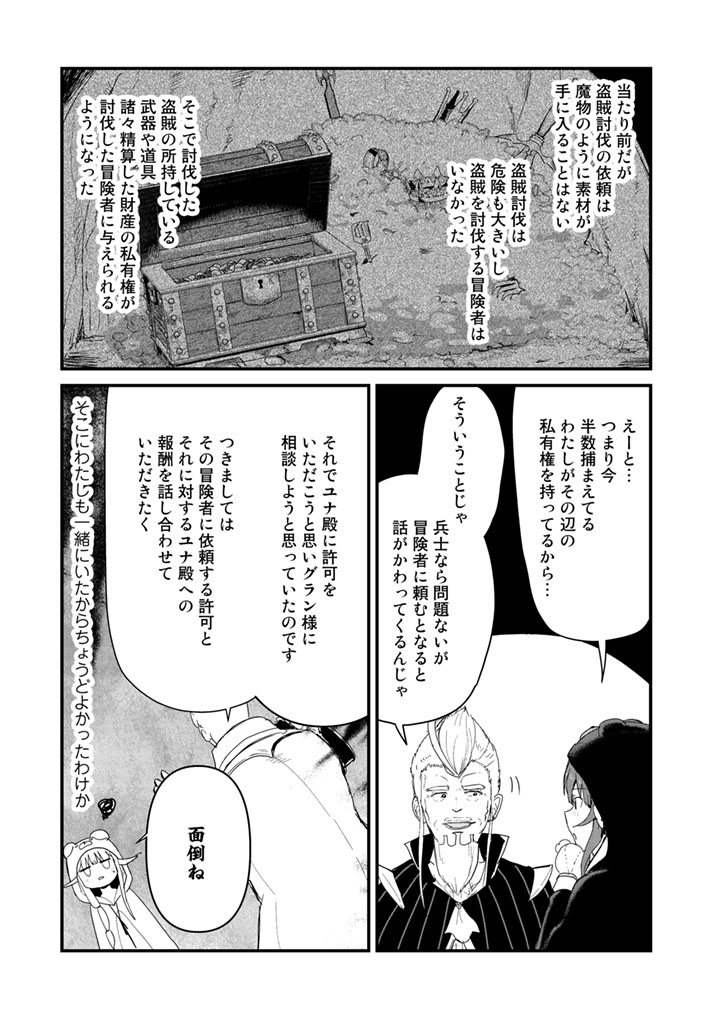 当たり前だが
盗賊討伐の依頼は
魔物のように素材が
手に入ることはない
盗賊討伐は
危険も大きいし
盗賊を討伐する冒険者は
いなかった
そこで討伐した
盗賊の所持している
武器や道具
諸々精算した財産の私有権が
討伐した冒険者に与えられる
ようになった
えーと…
つまり今
半数捕まえてる
わたしがその辺の
私有権を持ってるから…
そういうことじゃ
兵士なら問題ないが
冒険者に頼むとなると
話がかわってくるんじゃ
それでユナ殿に許可を
いただこうと思いグラン様に
相談しようと思っていたのです
つきましては
その冒険者に依頼する許可と
それに対するユナ殿への
報酬を話し合わせて
いただきたく
そこにわたしも一緒にいたからちょうどよかったわけか
面倒ね